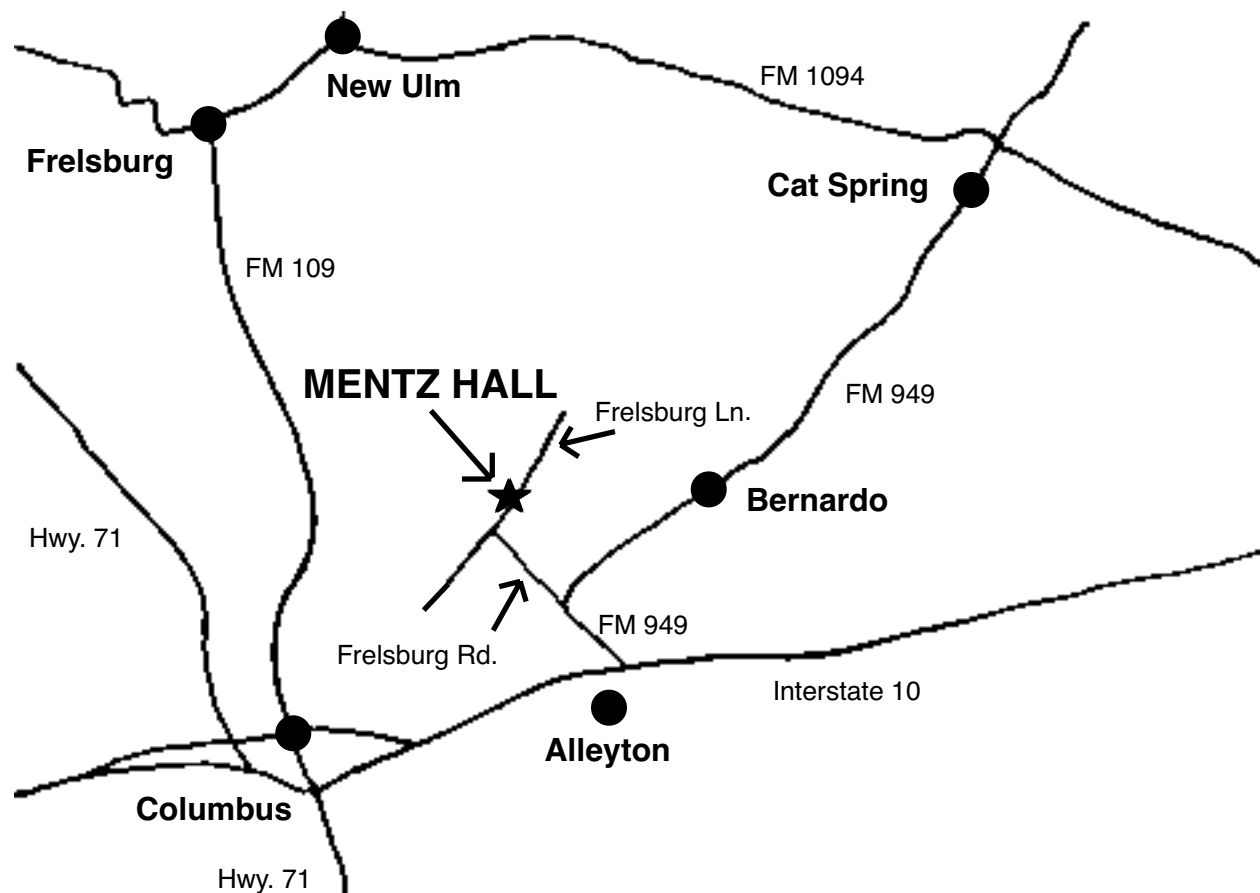 New Ulm
FM 1094
Frelsburg
Cat Spring
FM 109
MENTZ HALL
Frelsburg Ln.
FM 949
Bernardo
Hwy. 71
FM 949
Frelsburg Rd.
Interstate 10
Alleyton
Columbus
Hwy. 71